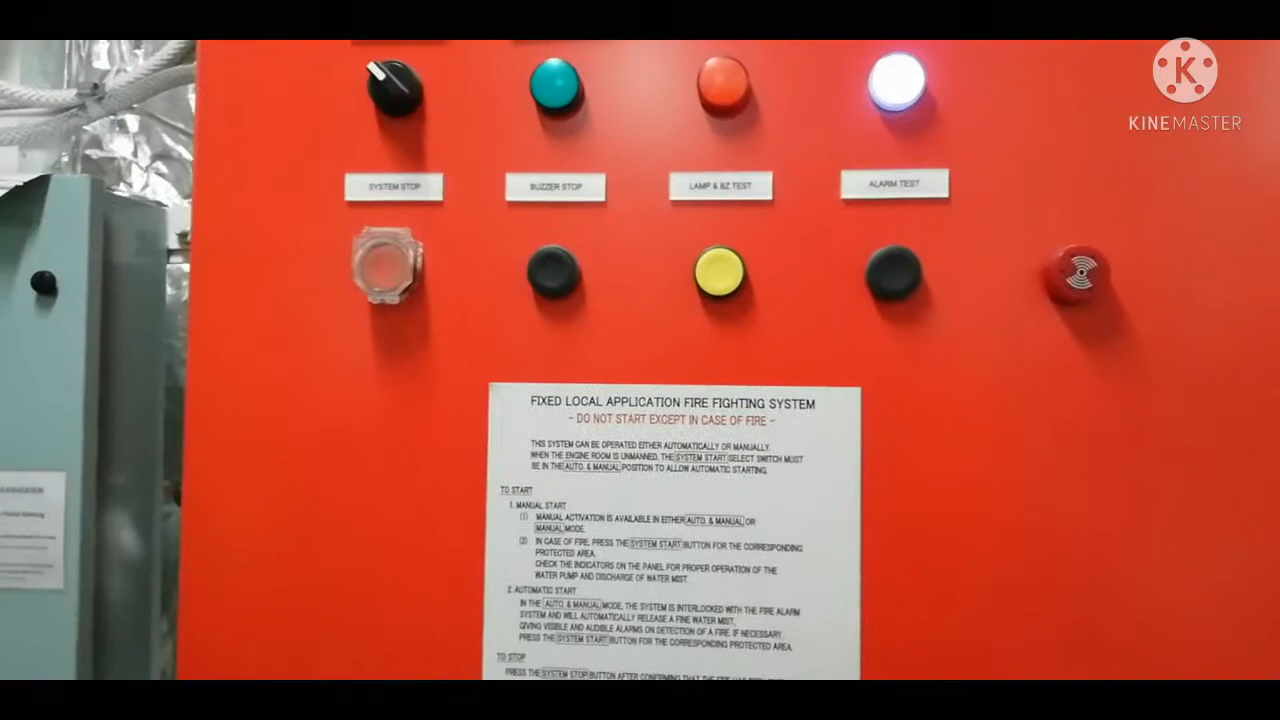 KINEMASTER
SYSTEM STOP
BUZZER STOP
LAMP & BZ TEST
ALARM TEST
FIXED LOCAL APPLICATION FIRE FIGHTING SYSTEM
- DO NOT START EXCEPT IN CASE OF FIRE -
THIS SYSTEM CAN BE OPERATED EITHER AUTOMATICALLY OR MANUALLY.
WHEN THE ENGINE ROOM IS UNMANNED, THE SYSTEM START SELECT SWITCH MUST
BE IN THE AUTO. & MANUAL POSITION TO ALLOW AUTOMATIC STARTING.
TO START
1. MANUAL START
(1) MANUAL ACTIVATION IS AVAILABLE IN EITHER AUTO. & MANUAL OR
MANUAL MODE.
(2) IN CASE OF FIRE, PRESS THE SYSTEM START BUTTON FOR THE CORRESPONDING
PROTECTED AREA.
CHECK THE INDICATORS ON THE PANEL FOR PROPER OPERATION OF THE
WATER PUMP AND DISCHARGE OF WATER MIST.
2. AUTOMATIC START
IN THE AUTO. & MANUAL MODE, THE SYSTEM IS INTERLOCKED WITH THE FIRE ALARM
SYSTEM AND WILL AUTOMATICALLY RELEASE A FINE WATER MIST,
GIVING VISIBLE AND AUDIBLE ALARMS ON DETECTION OF A FIRE. IF NECESSARY,
PRESS THE SYSTEM START BUTTON FOR THE CORRESPONDING PROTECTED AREA.
TO STOP
PRESS THE SYSTEM STOP BUTTON AFTER CONFIRMING THAT THE FIRE HAS BEEN